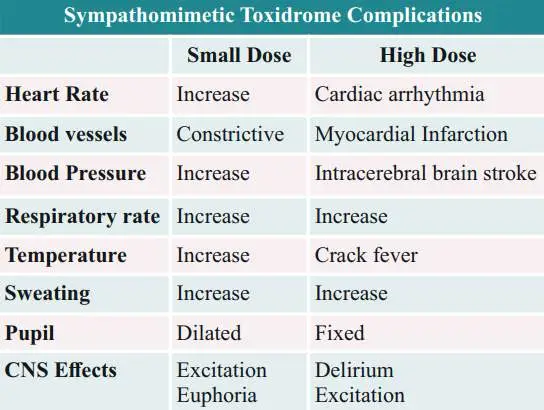 Sympathomimetic Toxidrome Complications
Small Dose High Dose
Heart Rate Increase Cardiac arrhythmia
Blood vessels Constrictive Myocardial Infarction
Blood Pressure Increase Intracerebral brain stroke
Respiratory rate Increase Increase
Temperature Increase Crack fever
Sweating Increase Increase
Pupil Dilated Fixed
CNS Effects Excitation Delirium
Euphoria Excitation